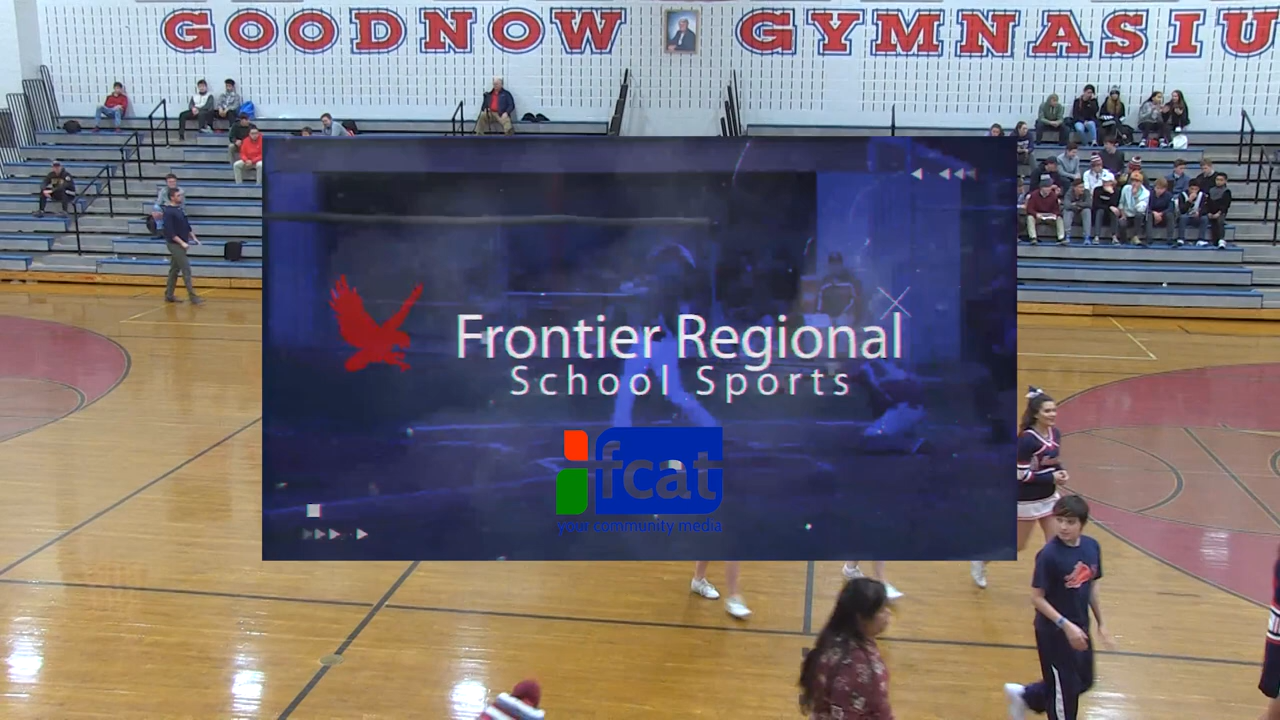 GOODNOW GYMNASIU
Frontier Regional
School Sports
fcat
your community media